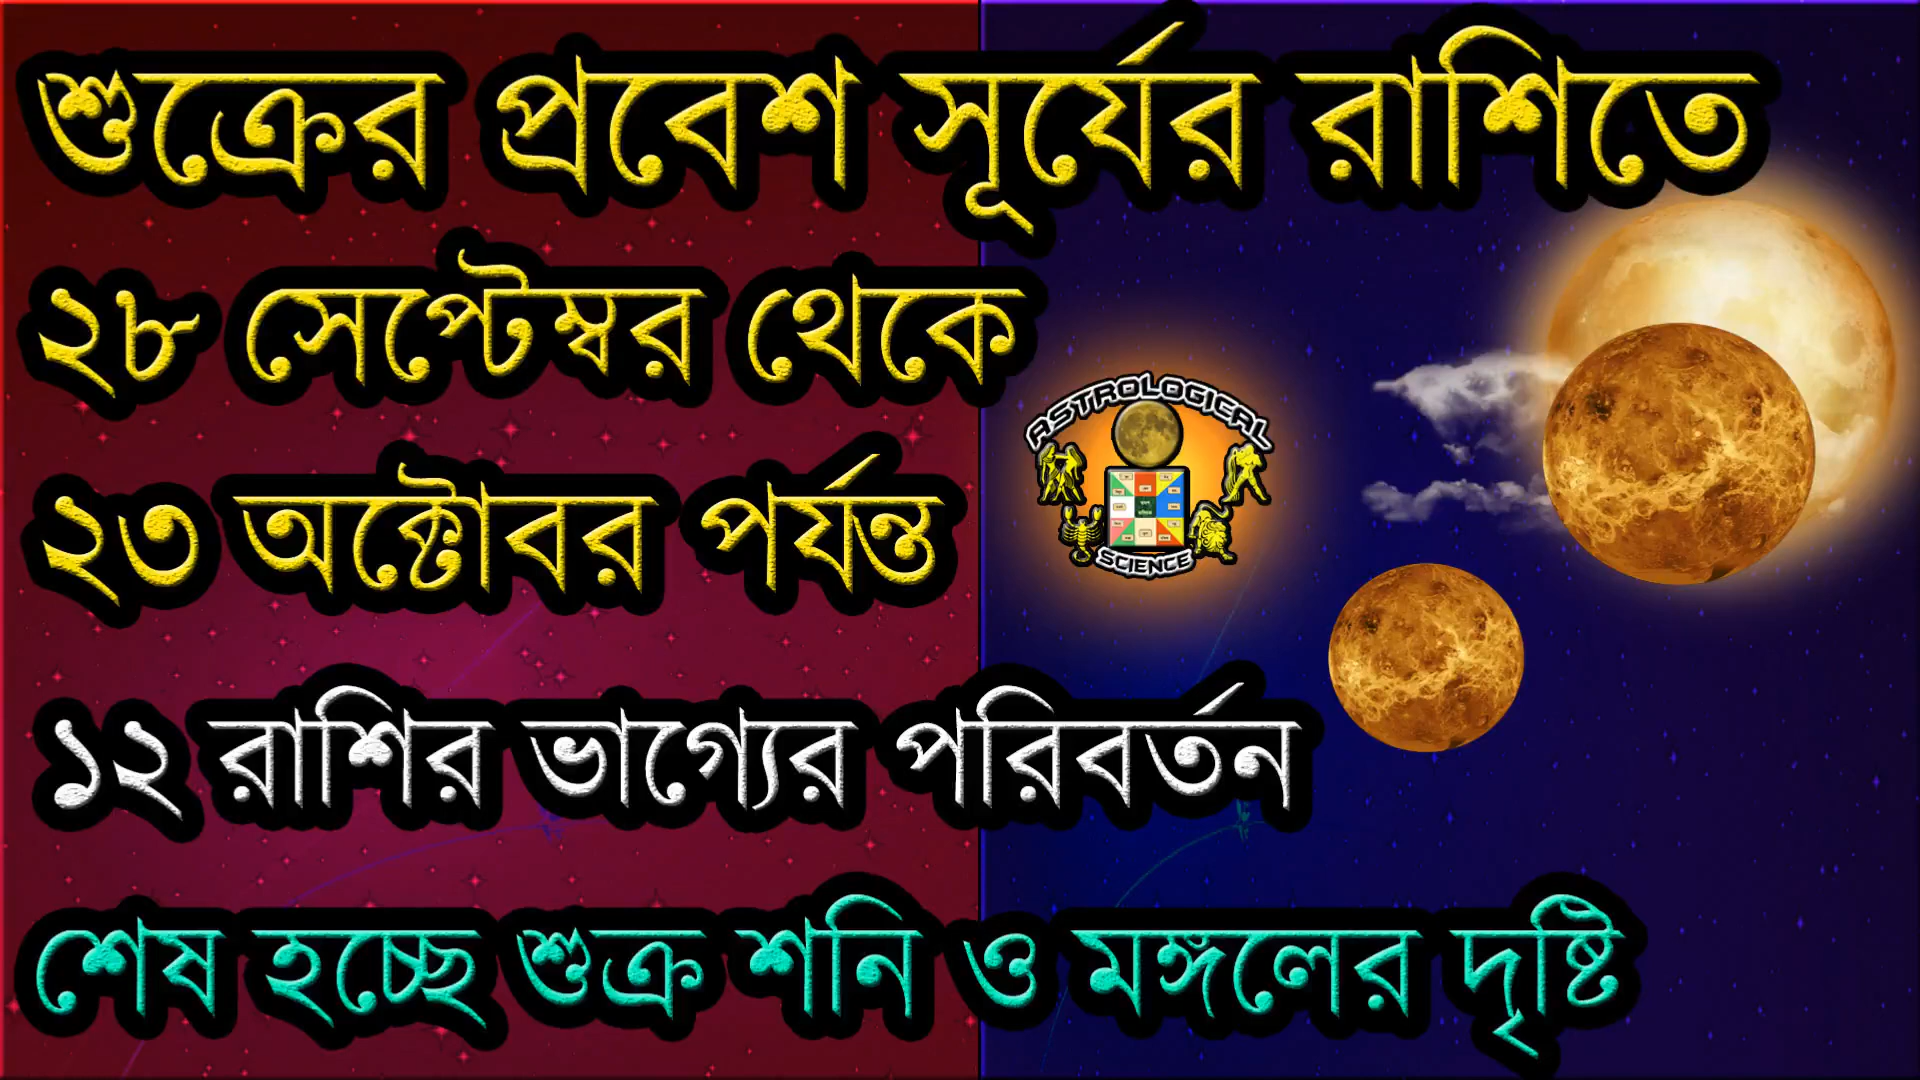 শুক্রের প্রবেশ সূর্যের রাশিতে
২৮ সেপ্টেম্বর থেকে
ASTROLOGICAL
SCIENCE
২৩ অক্টোবর পর্যন্ত
১২ রাশির ভাগ্যের পরিবর্তন
শেষ হচ্ছে শুক্র শনি ও মঙ্গলের দৃষ্টি